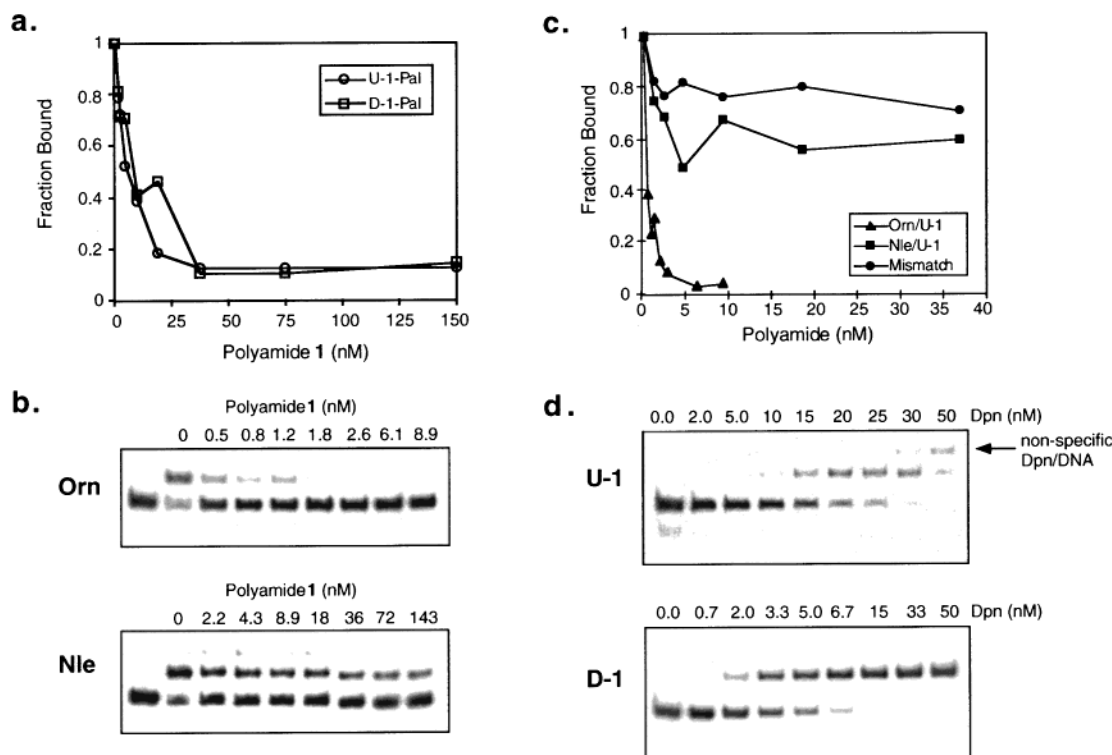 a.
1
0.8
0.6
0.4
0.2
0
Fraction Bound
U-1-Pal
D-1-Pal
0 25 50 75 100 125 150
Polyamide 1 (nM)
b.
Polyamide 1 (nM)
0 0.5 0.8 1.2 1.8 2.6 6.1 8.9
Orn
Polyamide 1 (nM)
0 2.2 4.3 8.9 18 36 72 143
Nle
c.
1
0.8
0.6
0.4
0.2
0
Fraction Bound
Orn/U-1
Nle/U-1
Mismatch
0 5 10 15 20 25 30 35 40
Polyamide (nM)
d.
0.0 2.0 5.0 10 15 20 25 30 50 Dpn (nM)
non-specific
Dpn/DNA
U-1
0.0 0.7 2.0 3.3 5.0 6.7 15 33 50 Dpn (nM)
D-1